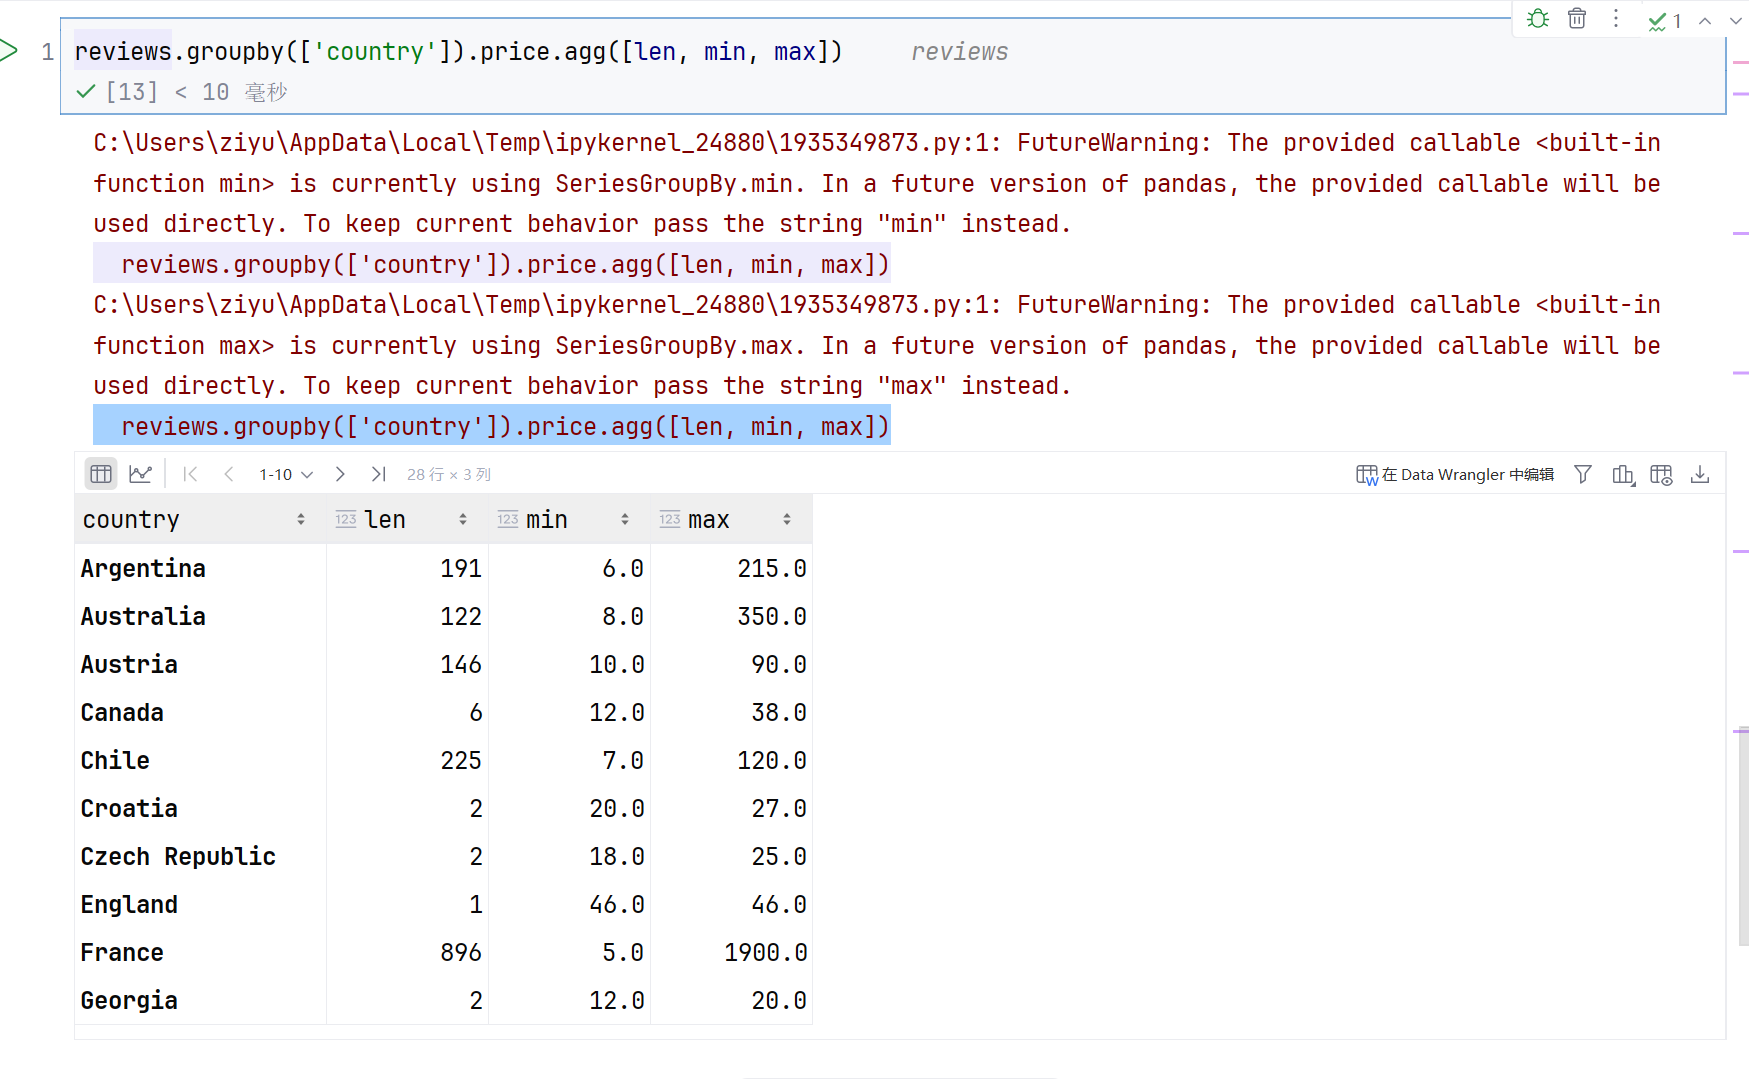 1 reviews.groupby(['country']).price.agg([len, min, max]) reviews
1
[13] < 10 毫秒
C:\Users\ziyu\AppData\Local\Temp\ipykernel_24880\1935349873.py:1: FutureWarning: The provided callable <built-in
function min> is currently using SeriesGroupBy.min. In a future version of pandas, the provided callable will be
used directly. To keep current behavior pass the string "min" instead.
reviews.groupby(['country']).price.agg([len, min, max])
C:\Users\ziyu\AppData\Local\Temp\ipykernel_24880\1935349873.py:1: FutureWarning: The provided callable <built-in
function max> is currently using SeriesGroupBy.max. In a future version of pandas, the provided callable will be
used directly. To keep current behavior pass the string "max" instead.
reviews.groupby(['country']).price.agg([len, min, max])
1-10 28 行 × 3 列 在 Data Wrangler 中编辑
country 123 len 123 min 123 max
Argentina 191 6.0 215.0
Australia 122 8.0 350.0
Austria 146 10.0 90.0
Canada 6 12.0 38.0
Chile 225 7.0 120.0
Croatia 2 20.0 27.0
Czech Republic 2 18.0 25.0
England 1 46.0 46.0
France 896 5.0 1900.0
Georgia 2 12.0 20.0